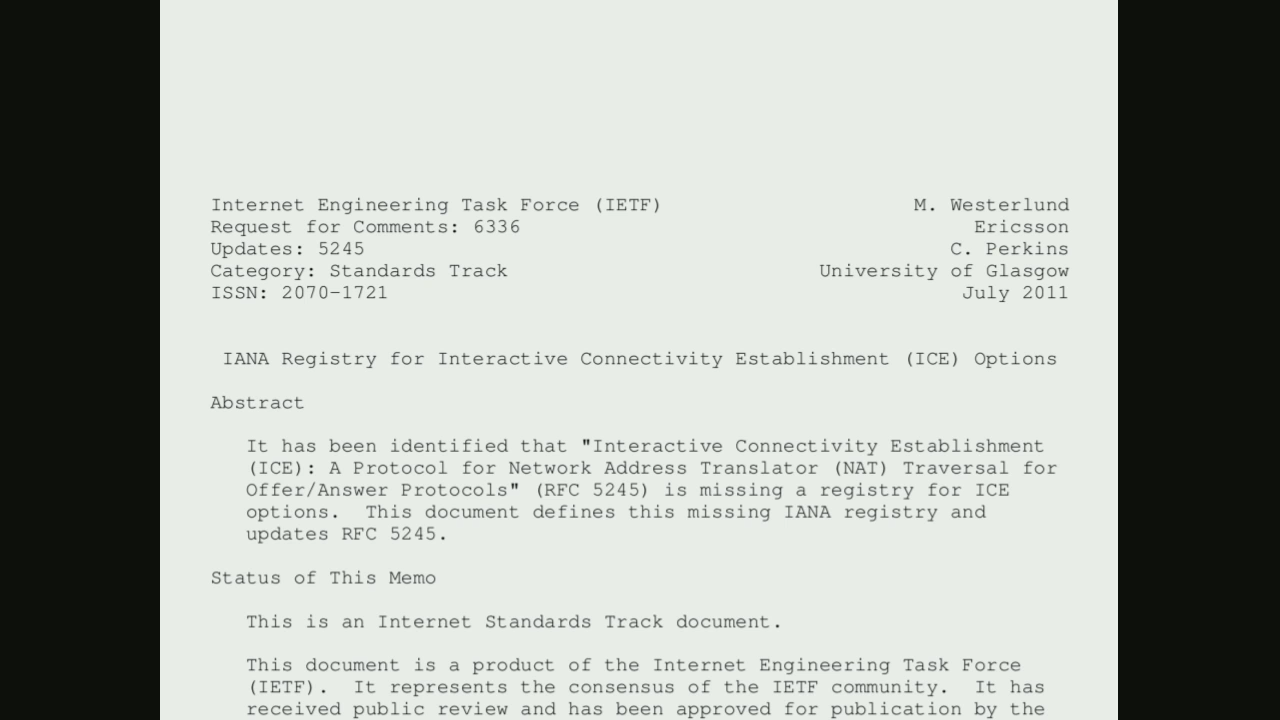 Internet Engineering Task Force (IETF) M. Westerlund
Request for Comments: 6336 Ericsson
Updates: 5245 C. Perkins
Category: Standards Track University of Glasgow
ISSN: 2070-1721 July 2011
IANA Registry for Interactive Connectivity Establishment (ICE) Options
Abstract
It has been identified that "Interactive Connectivity Establishment
(ICE): A Protocol for Network Address Translator (NAT) Traversal for
Offer/Answer Protocols" (RFC 5245) is missing a registry for ICE
options. This document defines this missing IANA registry and
updates RFC 5245.
Status of This Memo
This is an Internet Standards Track document.
This document is a product of the Internet Engineering Task Force
(IETF). It represents the consensus of the IETF community. It has
received public review and has been approved for publication by the